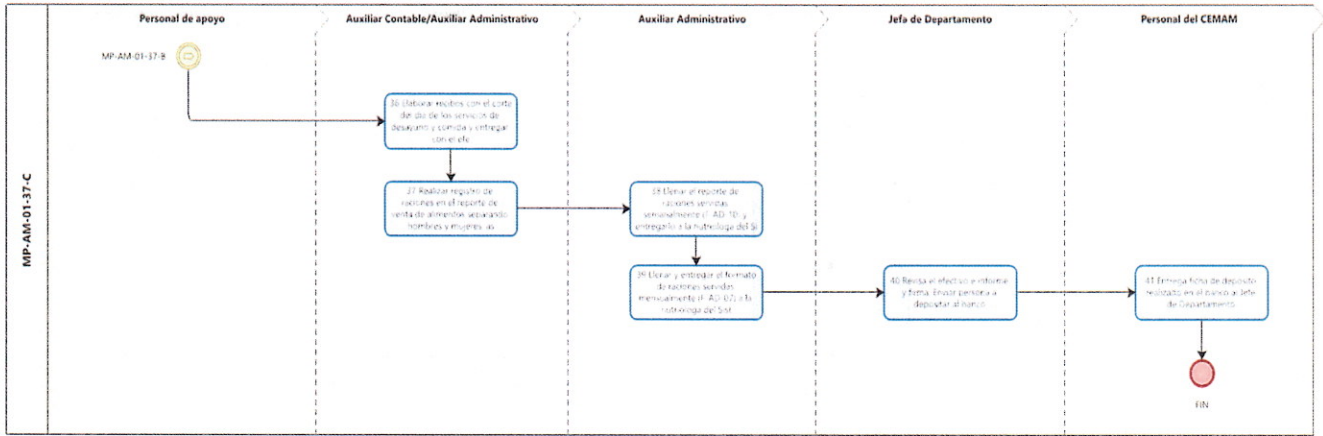 Personal de apoyo
Auxiliar Contable/Auxiliar Administrativo
Auxiliar Administrativo
Jefa de Departamento
Personal del CEMAM
MP-AM-01-37-C
MP-AM-01-37-B
36 Elaborar recibos con el corte
del día de los servicios de
desayuno y comida y entregar
con el efe
37 Realizar registro de
raciones en el reporte de
venta de alimentos separando
hombres y mujeres las
38 Llenar el reporte de
raciones servidas
semanalmente (F-AD-10) y
entregarlo a la nutriologa del Si
39 Llenar y entregar el formato
de raciones servidas
mensualmente (F-AD-07) a la
nutriologa del Sist
40 Revisa el efectivo e informe
y firma. Enviar persona a
depositar al banco
41 Entrega ficha de deposito
realizado en el banco al Jefe
de Departamento
FIN